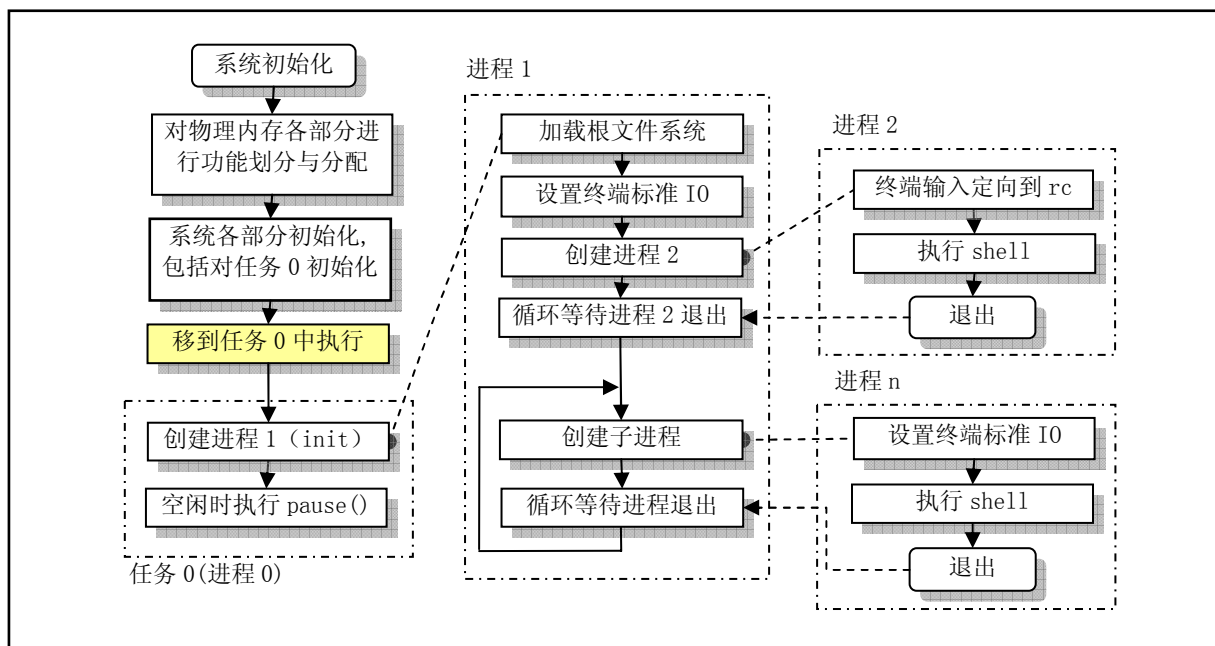 系统初始化
对物理内存各部分进
行功能划分与分配
系统各部分初始化，
包括对任务 0 初始化
移到任务 0 中执行
创建进程 1（init）
空闲时执行 pause()
任务 0(进程 0)
进程 1
加载根文件系统
设置终端标准 IO
创建进程 2
循环等待进程 2 退出
创建子进程
循环等待进程退出
进程 2
终端输入定向到 rc
执行 shell
退出
进程 n
设置终端标准 IO
执行 shell
退出